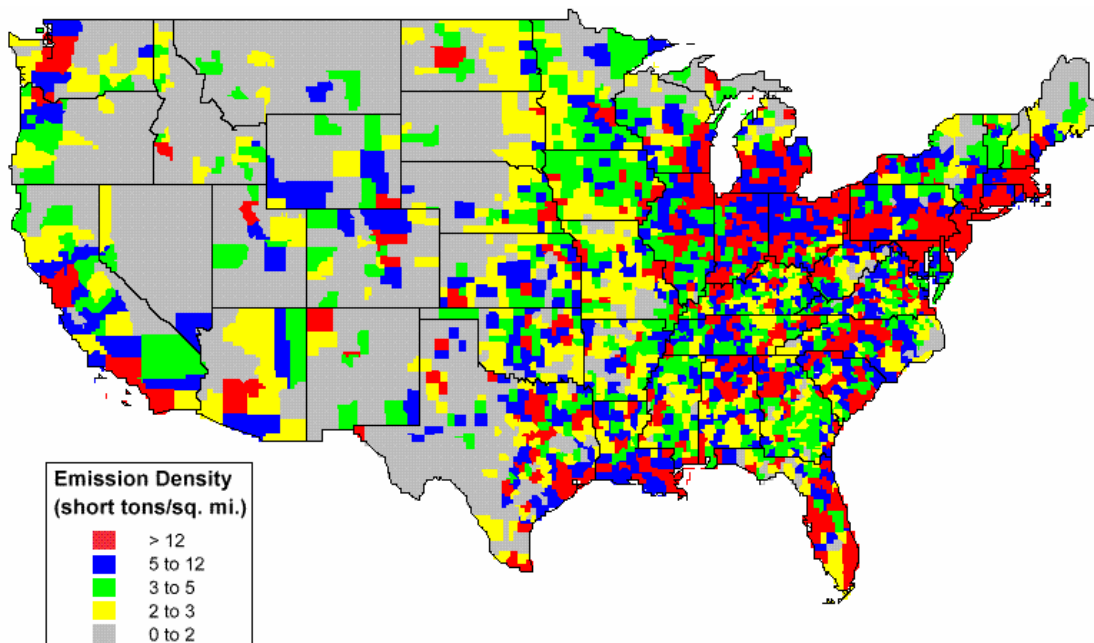 Emission Density
(short tons/sq. mi.)
> 12
5 to 12
3 to 5
2 to 3
0 to 2